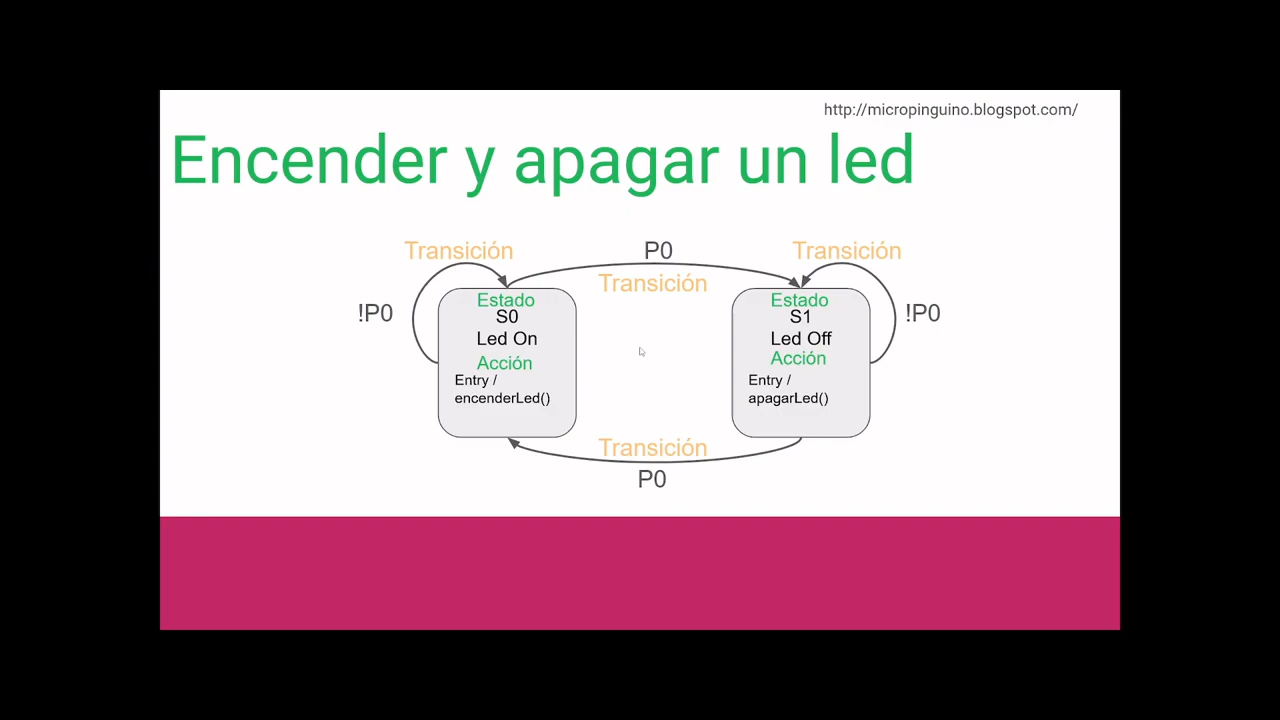 http://micropinguino.blogspot.com/
Encender y apagar un led
Transición
P0
Transición
Transición
!P0
Estado
S0
Led On
Acción
Entry /
encenderLed()
Estado
S1
Led Off
Acción
Entry /
apagarLed()
!P0
Transición
P0